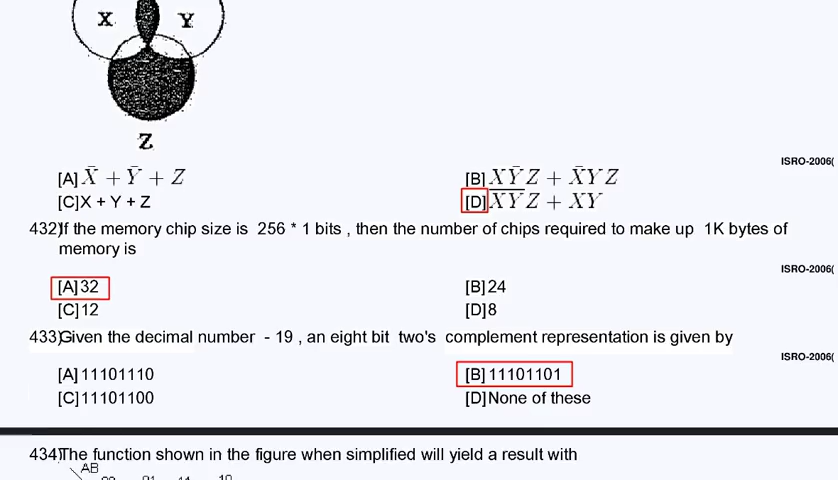 X Y
Z
ISRO-2006(
[A] X̄ + Ȳ + Z [B] XȲZ + X̄YZ
[C]X + Y + Z [D] X̅Y̅Z + XY
432)If the memory chip size is 256 * 1 bits , then the number of chips required to make up 1K bytes of
memory is
ISRO-2006(
[A]32 [B]24
[C]12 [D]8
433)Given the decimal number - 19 , an eight bit two's complement representation is given by
ISRO-2006(
[A]11101110 [B]11101101
[C]11101100 [D]None of these
434)The function shown in the figure when simplified will yield a result with
AB
10